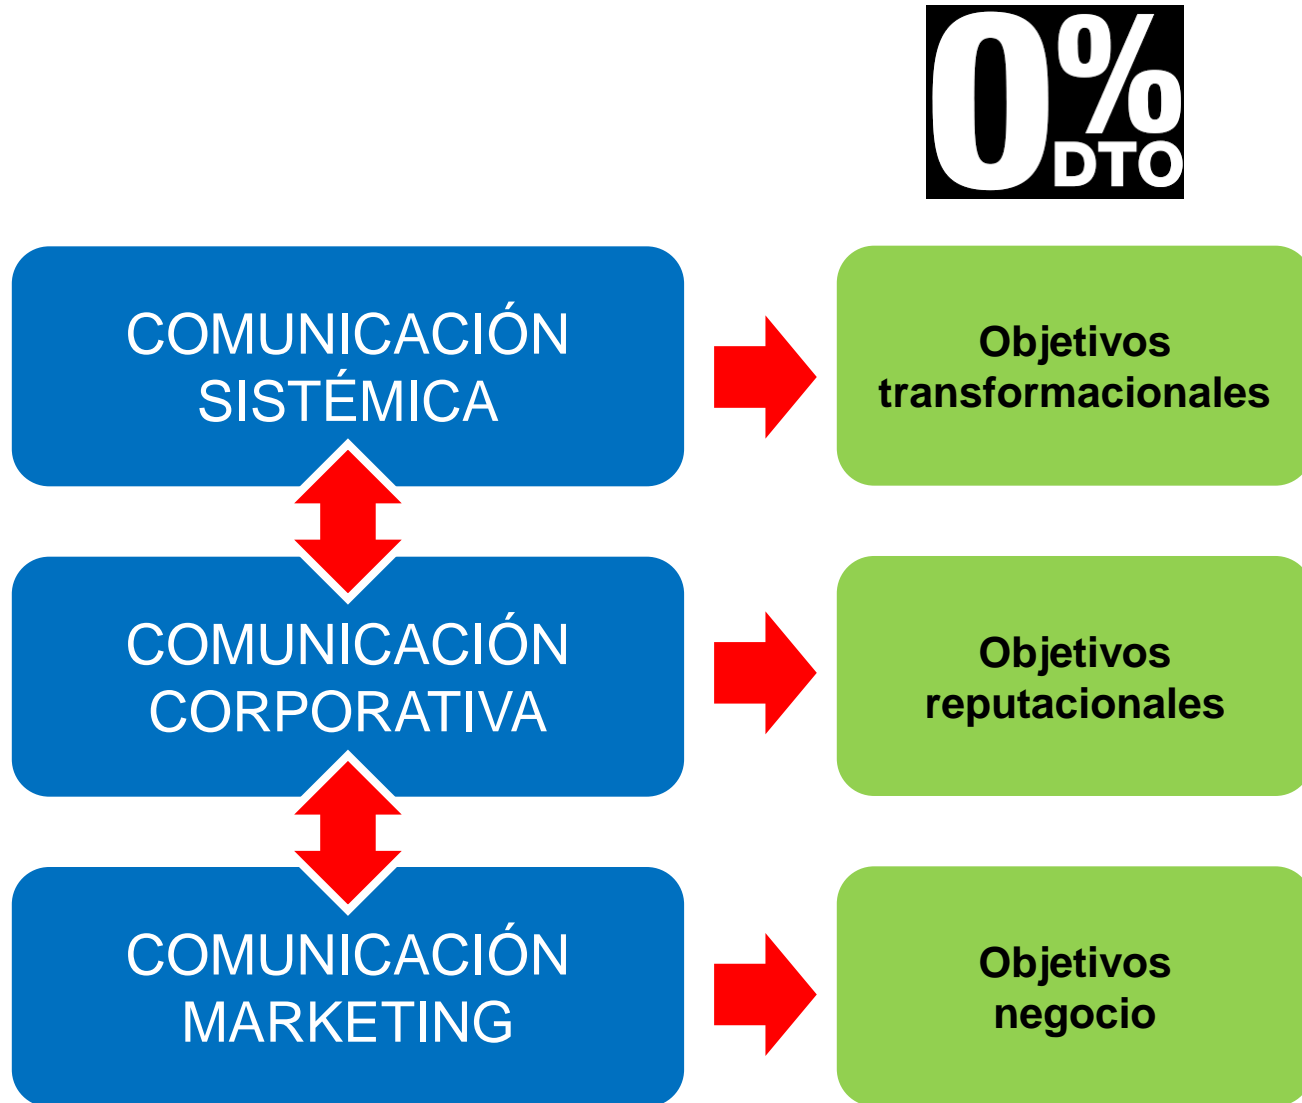 0%
DTO
COMUNICACIÓN
SISTÉMICA
Objetivos
transformacionales
COMUNICACIÓN
CORPORATIVA
Objetivos
reputacionales
COMUNICACIÓN
MARKETING
Objetivos
negocio